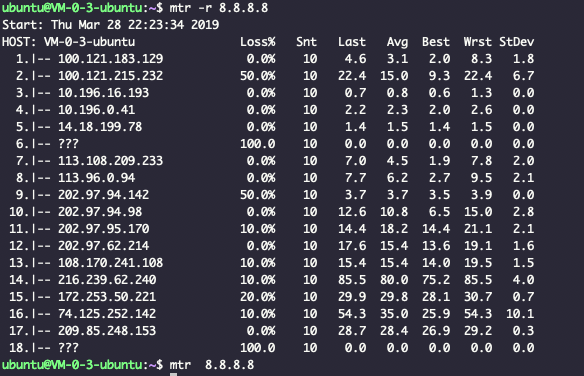 ubuntu@VM-0-3-ubuntu:~$ mtr -r 8.8.8.8
Start: Thu Mar 28 22:23:34 2019
HOST: VM-0-3-ubuntu Loss% Snt Last Avg Best Wrst StDev
1.|-- 100.121.183.129 0.0% 10 4.6 3.1 2.0 8.3 1.8
2.|-- 100.121.215.232 50.0% 10 22.4 15.0 9.3 22.4 6.7
3.|-- 10.196.16.193 0.0% 10 0.7 0.8 0.6 1.3 0.0
4.|-- 10.196.0.41 0.0% 10 2.2 2.3 2.0 2.6 0.0
5.|-- 14.18.199.78 0.0% 10 1.4 1.5 1.4 1.5 0.0
6.|-- ??? 100.0 10 0.0 0.0 0.0 0.0 0.0
7.|-- 113.108.209.233 0.0% 10 7.0 4.5 1.9 7.8 2.0
8.|-- 113.96.0.94 0.0% 10 7.7 6.2 2.7 9.5 2.1
9.|-- 202.97.94.142 50.0% 10 3.7 3.7 3.5 3.9 0.0
10.|-- 202.97.94.98 0.0% 10 12.6 10.8 6.5 15.0 2.8
11.|-- 202.97.95.170 10.0% 10 14.4 18.2 14.4 21.1 2.1
12.|-- 202.97.62.214 0.0% 10 17.6 15.4 13.6 19.1 1.6
13.|-- 108.170.241.108 10.0% 10 15.4 15.4 14.0 19.5 1.5
14.|-- 216.239.62.240 10.0% 10 85.5 80.0 75.2 85.5 4.0
15.|-- 172.253.50.221 20.0% 10 29.9 29.8 28.1 30.7 0.7
16.|-- 74.125.252.142 10.0% 10 54.3 35.0 25.9 54.3 10.1
17.|-- 209.85.248.153 0.0% 10 28.7 28.4 26.9 29.2 0.3
18.|-- ??? 100.0 10 0.0 0.0 0.0 0.0 0.0
ubuntu@VM-0-3-ubuntu:~$ mtr  8.8.8.8